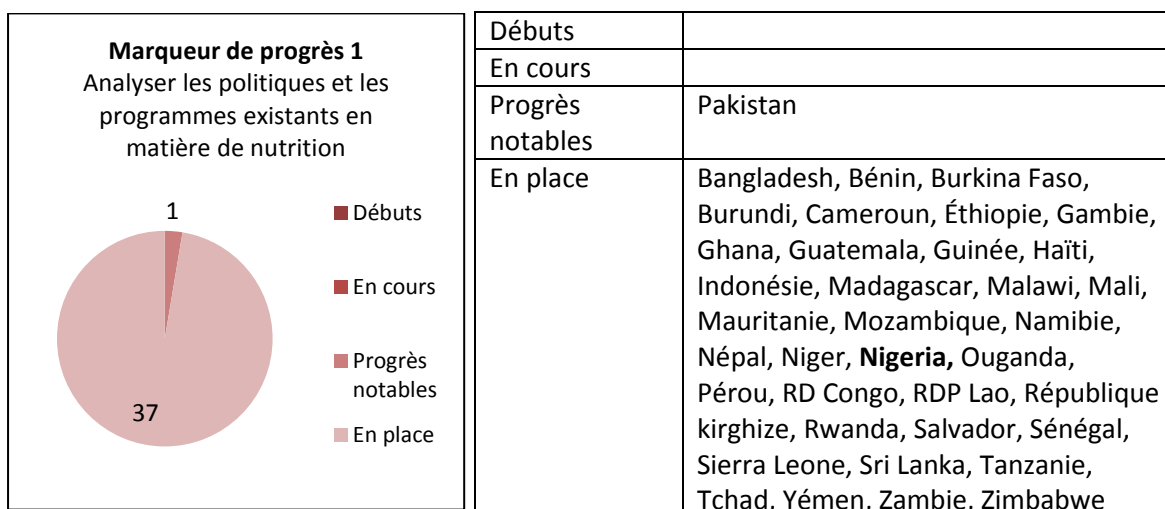 Marqueur de progrès 1
Analyser les politiques et les
programmes existants en
matière de nutrition
1
37
Débuts
En cours
Progrès
notables
En place
Débuts
En cours
Progrès
notables
Pakistan
En place
Bangladesh, Bénin, Burkina Faso,
Burundi, Cameroun, Éthiopie, Gambie,
Ghana, Guatemala, Guinée, Haïti,
Indonésie, Madagascar, Malawi, Mali,
Mauritanie, Mozambique, Namibie,
Népal, Niger, Nigeria, Ouganda,
Pérou, RD Congo, RDP Lao, République
kirghize, Rwanda, Salvador, Sénégal,
Sierra Leone, Sri Lanka, Tanzanie,
Tchad, Yémen, Zambie, Zimbabwe